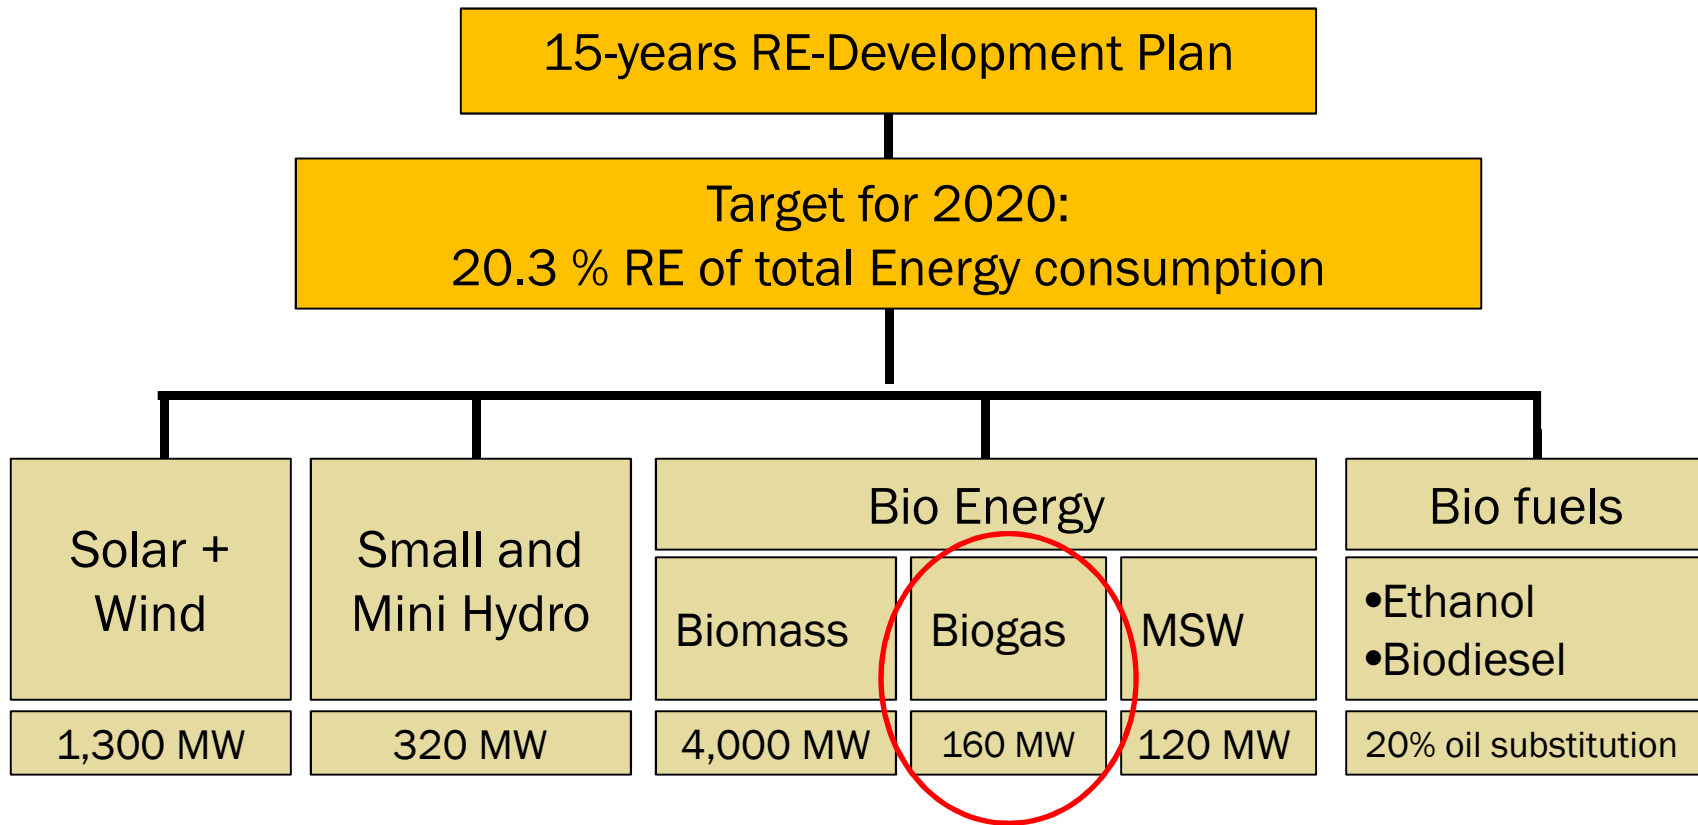 15-years RE-Development Plan
Target for 2020:
20.3 % RE of total Energy consumption
Solar +
Wind
1,300 MW
Small and
Mini Hydro
320 MW
Bio Energy
Biomass
4,000 MW
Biogas
160 MW
MSW
120 MW
Bio fuels
•Ethanol
•Biodiesel
20% oil substitution